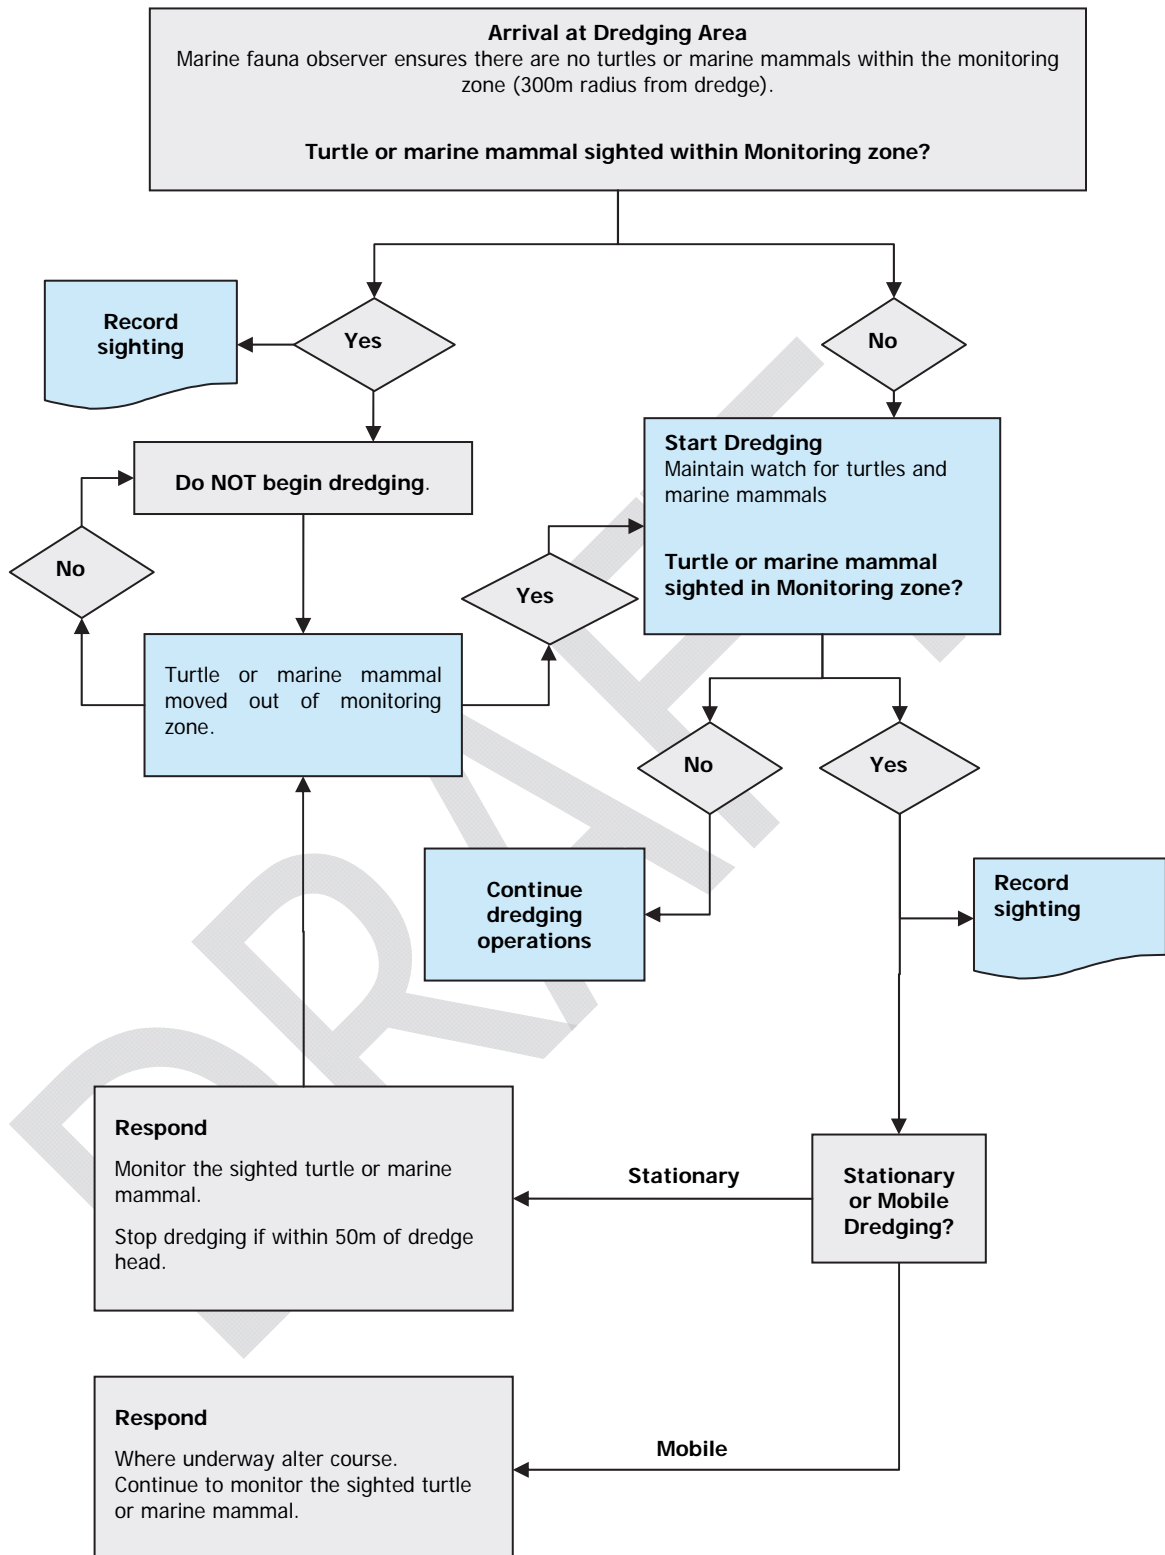 Arrival at Dredging Area
Marine fauna observer ensures there are no turtles or marine mammals within the monitoring
zone (300m radius from dredge).
Turtle or marine mammal sighted within Monitoring zone?
Record
sighting
Yes
No
Do NOT begin dredging.
Start Dredging
Maintain watch for turtles and
marine mammals
Turtle or marine mammal
sighted in Monitoring zone?
No
Yes
Turtle or marine mammal
moved out of monitoring
zone.
No
Yes
Continue
dredging
operations
Record
sighting
Respond
Monitor the sighted turtle or marine
mammal.
Stop dredging if within 50m of dredge
head.
Stationary
Stationary
or Mobile
Dredging?
Respond
Where underway alter course.
Continue to monitor the sighted turtle
or marine mammal.
Mobile
DRAFT